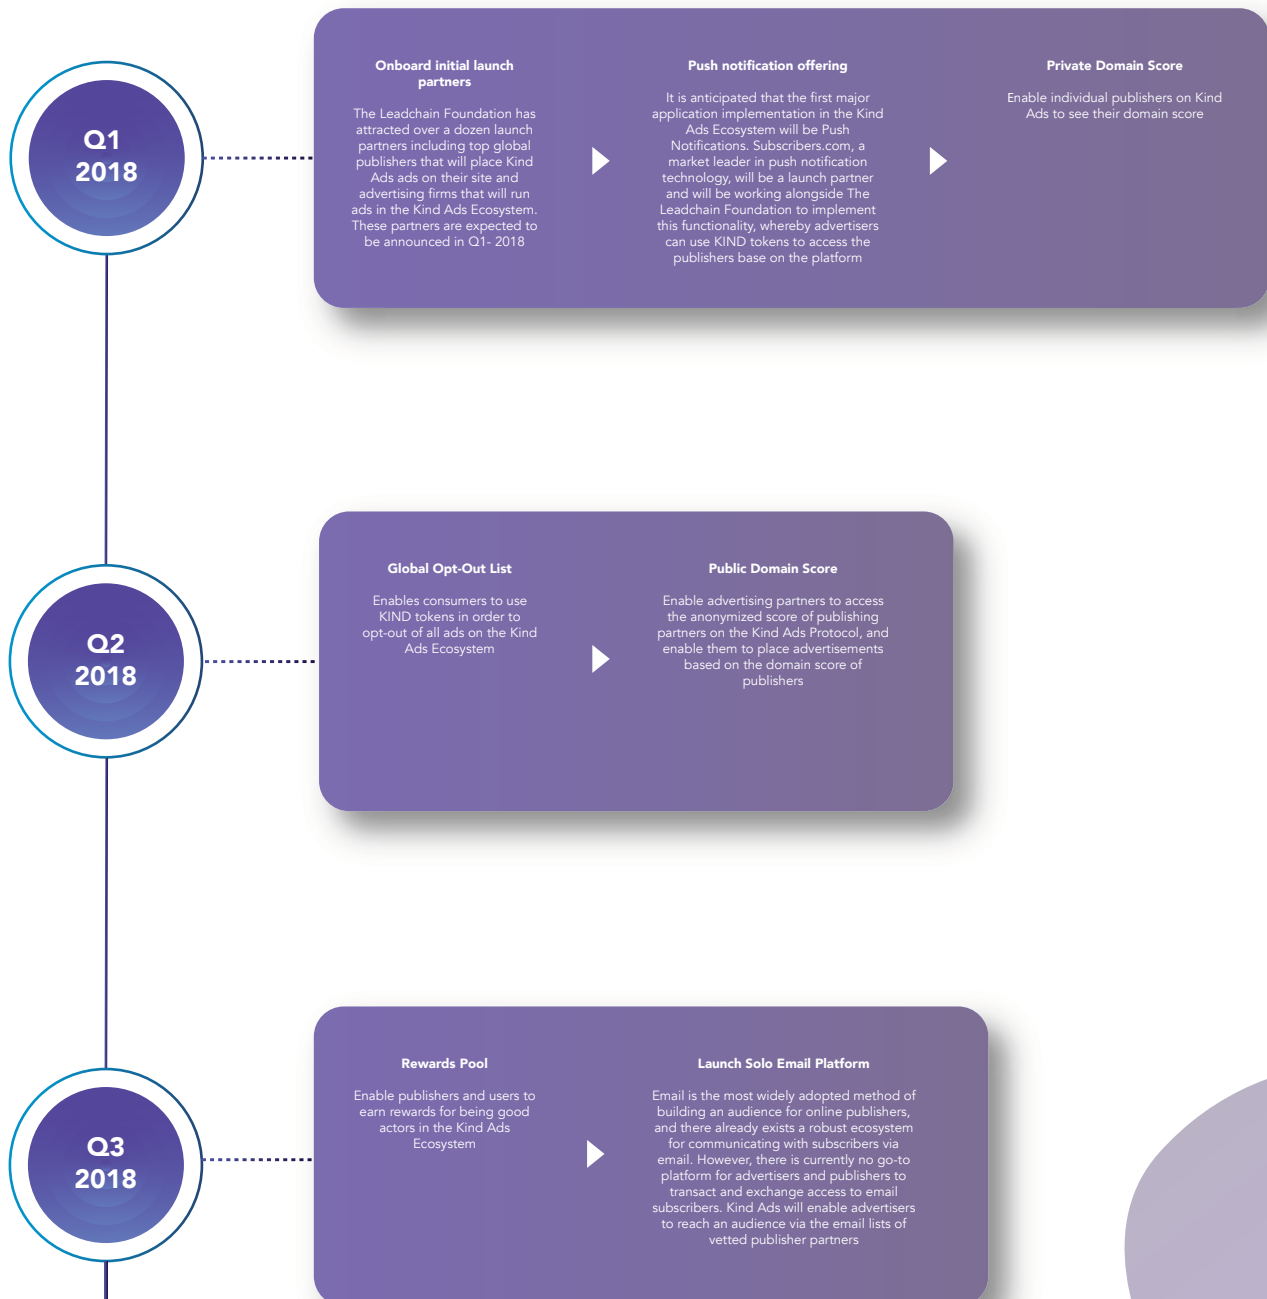 Q1
2018
Onboard initial launch
partners
The Leadchain Foundation has
attracted over a dozen launch
partners including top global
publishers that will place Kind
Ads ads on their site and
advertising firms that will run
ads in the Kind Ads Ecosystem.
These partners are expected to
be announced in Q1- 2018
Push notification offering
It is anticipated that the first major
application implementation in the Kind
Ads Ecosystem will be Push
Notifications. Subscribers.com, a
market leader in push notification
technology, will be a launch partner
and will be working alongside The
Leadchain Foundation to implement
this functionality, whereby advertisers
can use KIND tokens to access the
publishers base on the platform
Private Domain Score
Enable individual publishers on Kind
Ads to see their domain score
Q2
2018
Global Opt-Out List
Enables consumers to use
KIND tokens in order to
opt-out of all ads on the Kind
Ads Ecosystem
Public Domain Score
Enable advertising partners to access
the anonymized score of publishing
partners on the Kind Ads Protocol, and
enable them to place advertisements
based on the domain score of
publishers
Q3
2018
Rewards Pool
Enable publishers and users to
earn rewards for being good
actors in the Kind Ads
Ecosystem
Launch Solo Email Platform
Email is the most widely adopted method of
building an audience for online publishers,
and there already exists a robust ecosystem
for communicating with subscribers via
email. However, there is currently no go-to
platform for advertisers and publishers to
transact and exchange access to email
subscribers. Kind Ads will enable advertisers
to reach an audience via the email lists of
vetted publisher partners